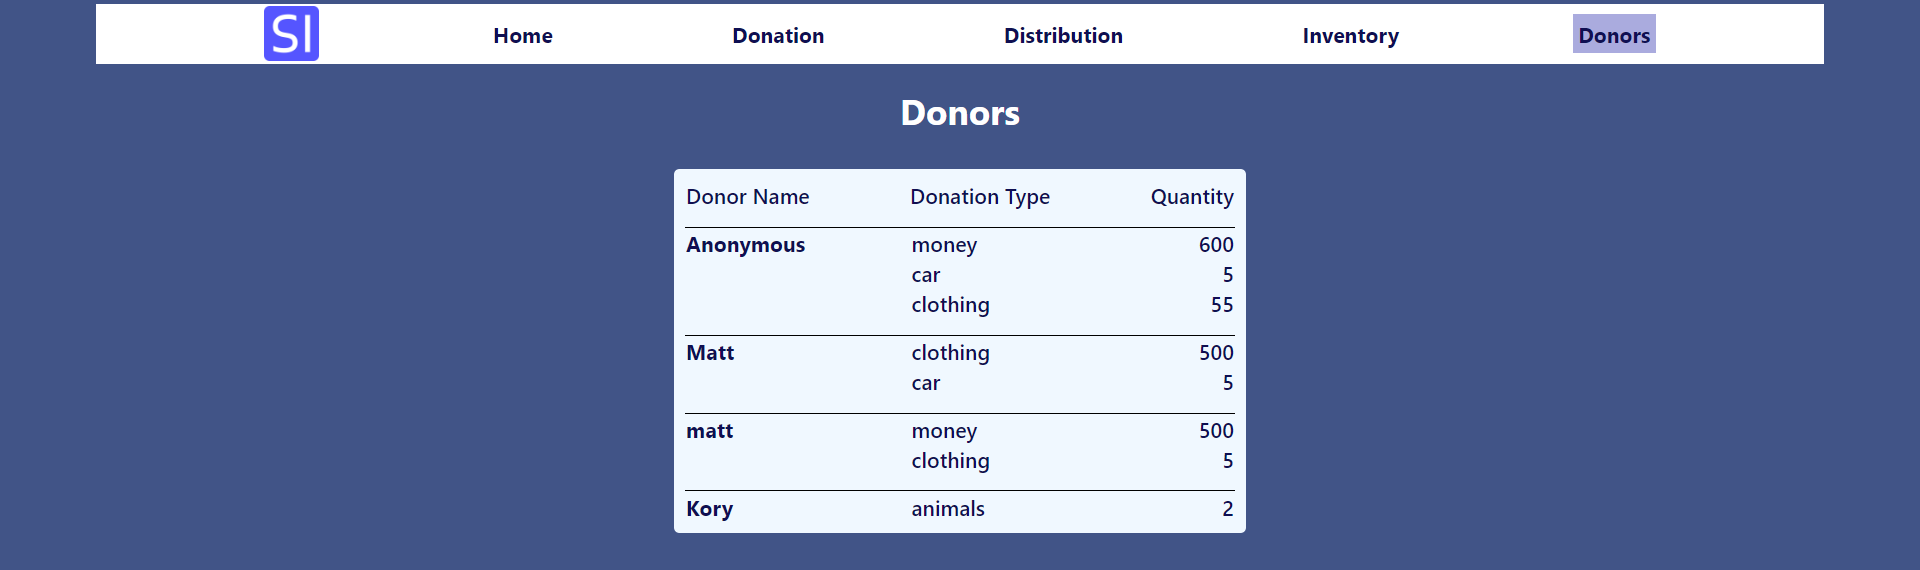 SI Home Donation Distribution Inventory Donors
Donors
Donor Name Donation Type Quantity
Anonymous money 600
car 5
clothing 55
Matt clothing 500
car 5
matt money 500
clothing 5
Kory animals 2